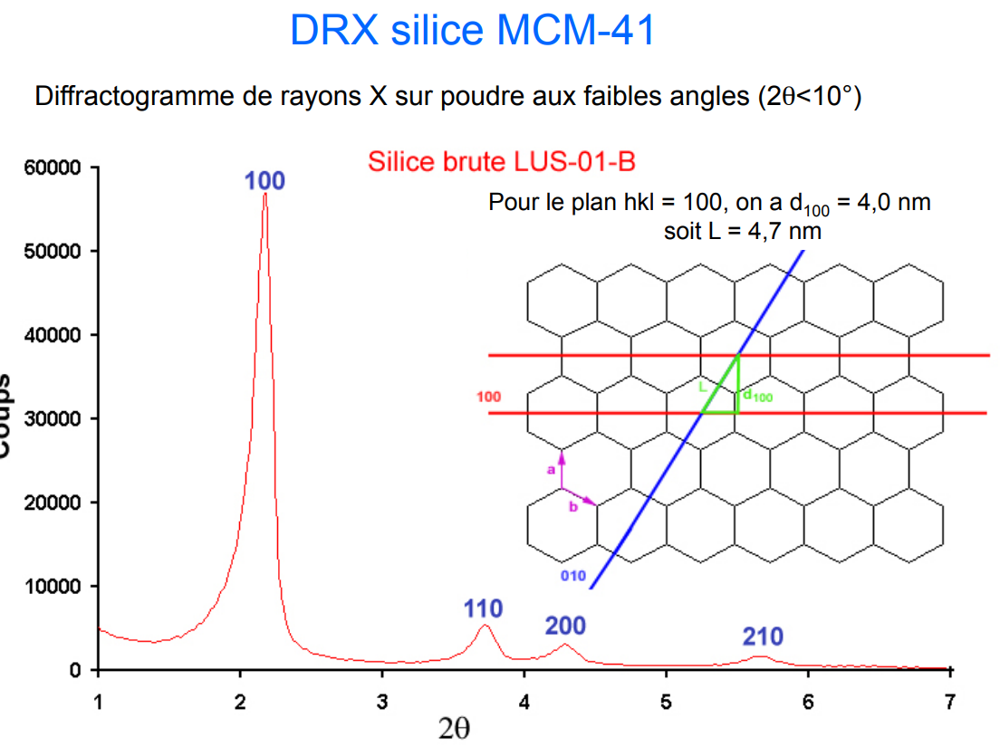 DRX silice MCM-41
Diffractogramme de rayons X sur poudre aux faibles angles (2θ<10°)
Silice brute LUS-01-B
Pour le plan hkl = 100, on a d100 = 4,0 nm
soit L = 4,7 nm
60000
50000
40000
30000
20000
10000
0
Coups
100
110
200
210
L
d100
100
a
b
010
1
2
3
4
5
6
7
2θ